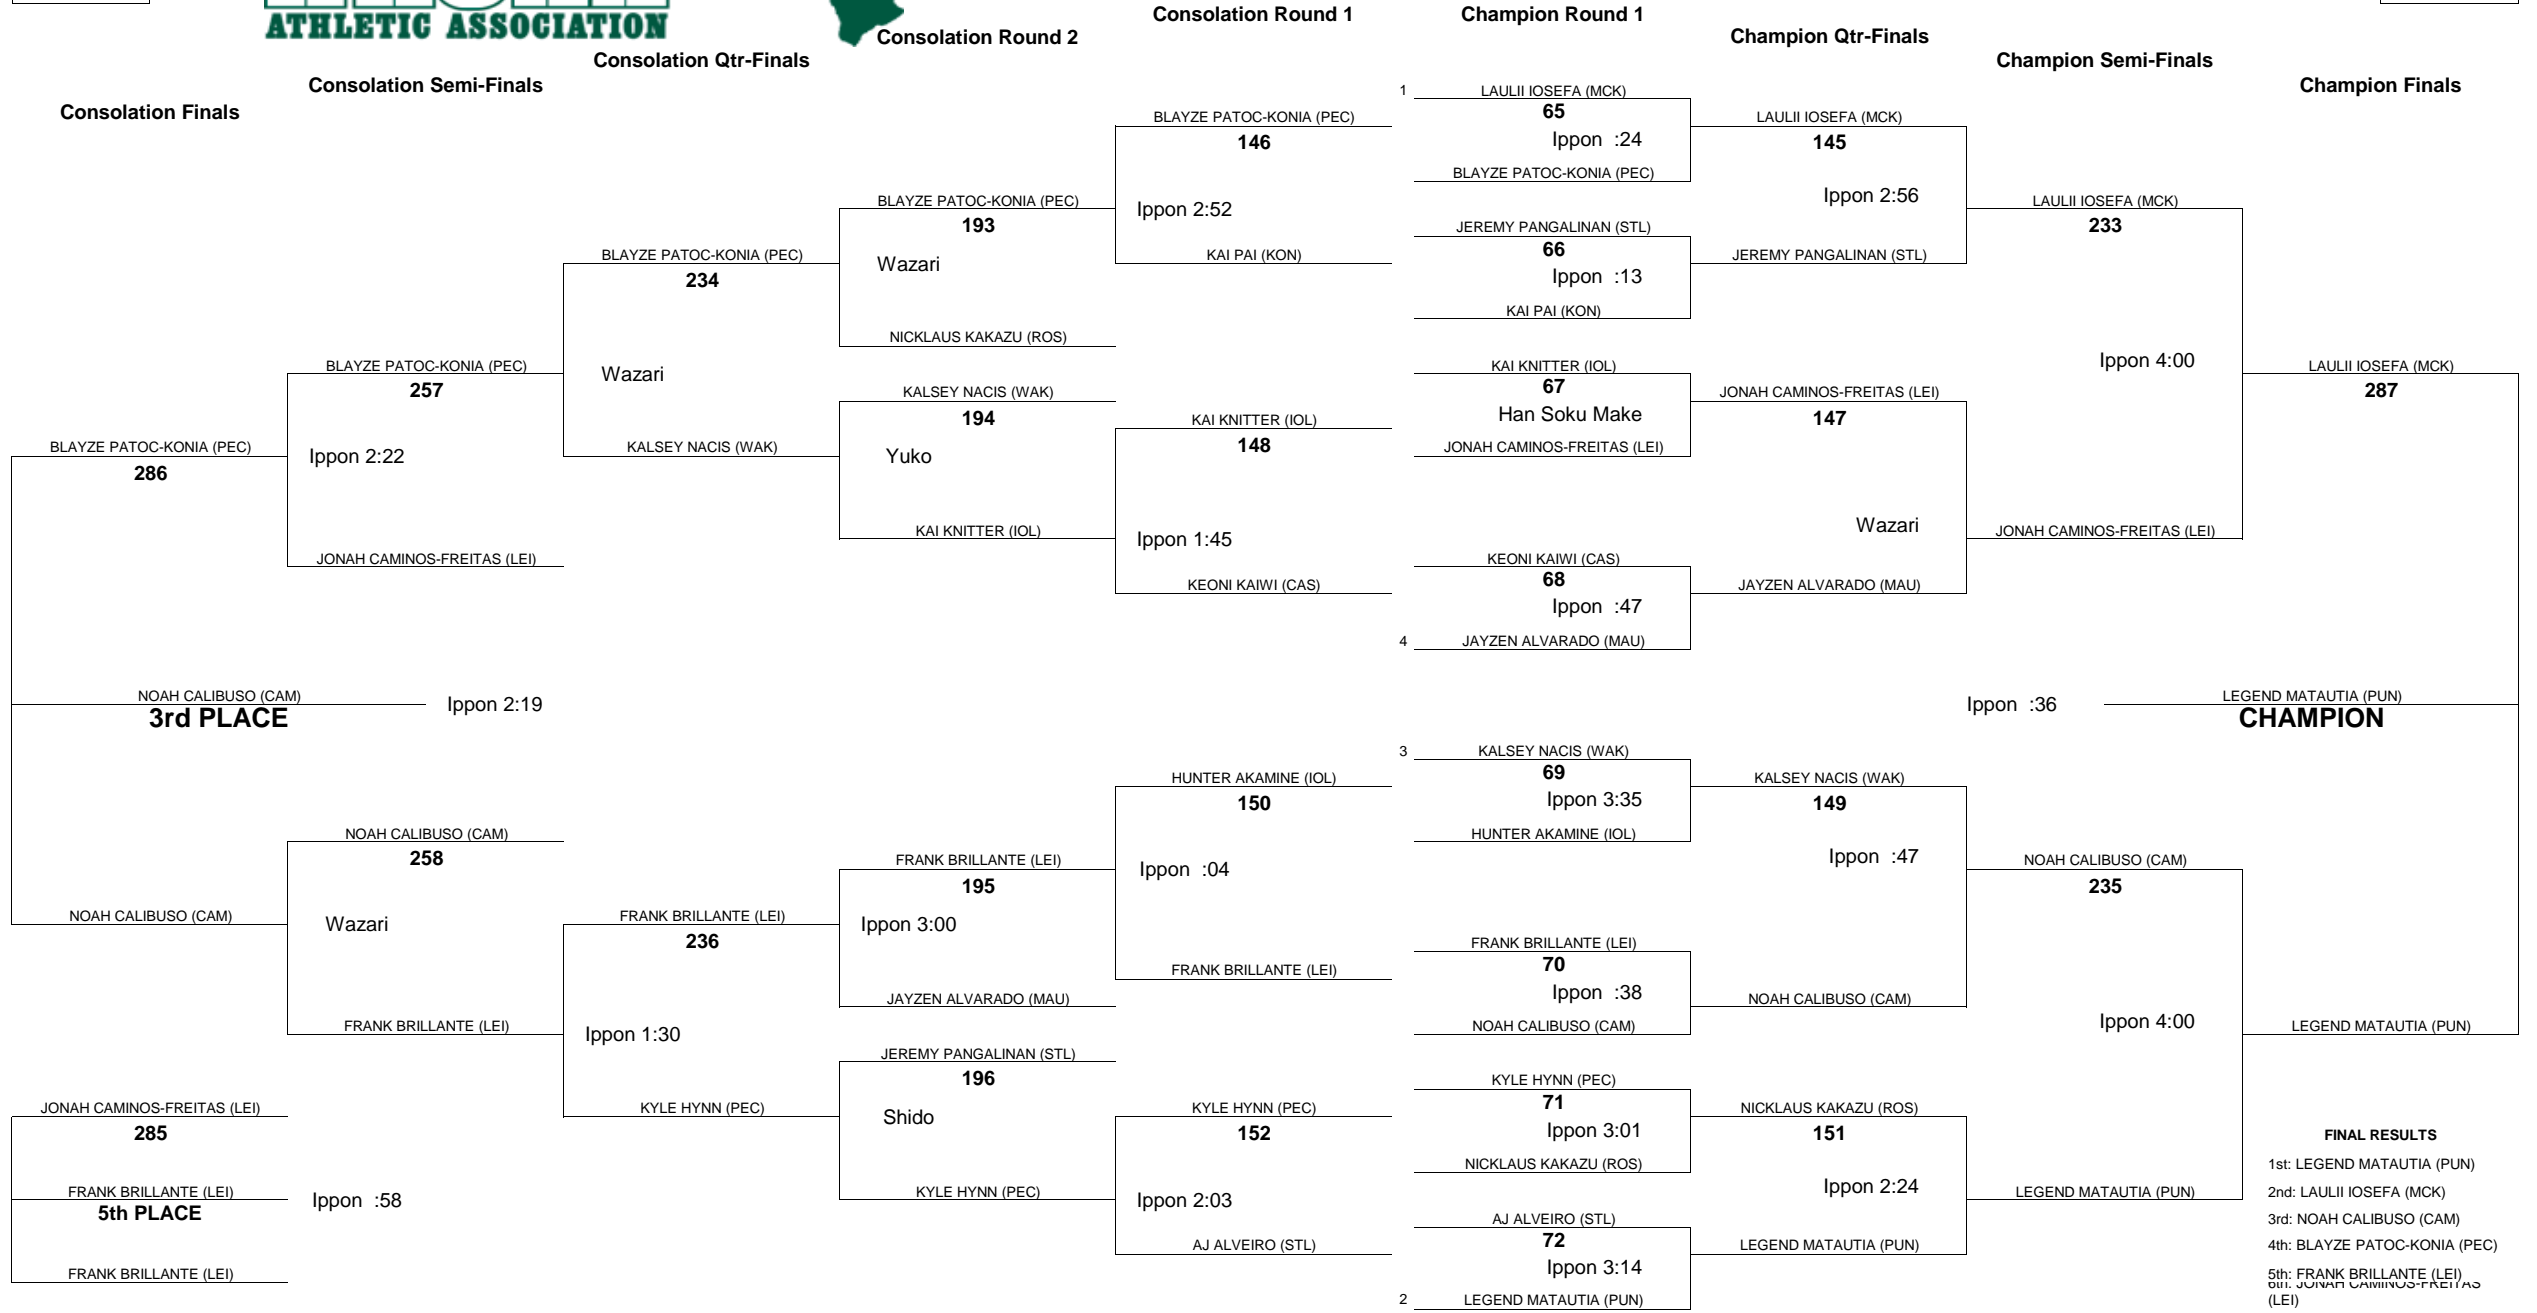 ATHLETIC ASSOCIATION
Consolation Finals
Consolation Semi-Finals
Consolation Qtr-Finals
Consolation Round 2
Consolation Round 1
Champion Round 1
Champion Qtr-Finals
Champion Semi-Finals
Champion Finals
BLAYZE PATOC-KONIA (PEC)
286
NOAH CALIBUSO (CAM)
3rd PLACE
Ippon 2:19
NOAH CALIBUSO (CAM)
JONAH CAMINOS-FREITAS (LEI)
285
FRANK BRILLANTE (LEI)
5th PLACE
Ippon :58
FRANK BRILLANTE (LEI)
BLAYZE PATOC-KONIA (PEC)
257
Ippon 2:22
JONAH CAMINOS-FREITAS (LEI)
NOAH CALIBUSO (CAM)
258
Wazari
FRANK BRILLANTE (LEI)
BLAYZE PATOC-KONIA (PEC)
234
Wazari
KALSEY NACIS (WAK)
FRANK BRILLANTE (LEI)
236
Ippon 1:30
KYLE HYNN (PEC)
BLAYZE PATOC-KONIA (PEC)
193
Wazari
NICKLAUS KAKAZU (ROS)
KALSEY NACIS (WAK)
194
Yuko
KAI KNITTER (IOL)
FRANK BRILLANTE (LEI)
195
Ippon 3:00
JAYZEN ALVARADO (MAU)
JEREMY PANGALINAN (STL)
196
Shido
KYLE HYNN (PEC)
BLAYZE PATOC-KONIA (PEC)
146
Ippon 2:52
KAI PAI (KON)
KAI KNITTER (IOL)
148
Ippon 1:45
KEONI KAIWI (CAS)
HUNTER AKAMINE (IOL)
150
Ippon :04
FRANK BRILLANTE (LEI)
KYLE HYNN (PEC)
152
Ippon 2:03
AJ ALVEIRO (STL)
1 LAULII IOSEFA (MCK)
65
Ippon :24
BLAYZE PATOC-KONIA (PEC)
JEREMY PANGALINAN (STL)
66
Ippon :13
KAI PAI (KON)
KAI KNITTER (IOL)
67
Han Soku Make
JONAH CAMINOS-FREITAS (LEI)
KEONI KAIWI (CAS)
68
Ippon :47
4 JAYZEN ALVARADO (MAU)
3 KALSEY NACIS (WAK)
69
Ippon 3:35
HUNTER AKAMINE (IOL)
FRANK BRILLANTE (LEI)
70
Ippon :38
NOAH CALIBUSO (CAM)
KYLE HYNN (PEC)
71
Ippon 3:01
NICKLAUS KAKAZU (ROS)
AJ ALVEIRO (STL)
72
Ippon 3:14
2 LEGEND MATAUTIA (PUN)
LAULII IOSEFA (MCK)
145
Ippon 2:56
JEREMY PANGALINAN (STL)
JONAH CAMINOS-FREITAS (LEI)
147
Wazari
JAYZEN ALVARADO (MAU)
KALSEY NACIS (WAK)
149
Ippon :47
NOAH CALIBUSO (CAM)
NICKLAUS KAKAZU (ROS)
151
Ippon 2:24
LEGEND MATAUTIA (PUN)
LAULII IOSEFA (MCK)
233
Ippon 4:00
JONAH CAMINOS-FREITAS (LEI)
NOAH CALIBUSO (CAM)
235
Ippon 4:00
LEGEND MATAUTIA (PUN)
LAULII IOSEFA (MCK)
287
Ippon :36
LEGEND MATAUTIA (PUN)
CHAMPION
LEGEND MATAUTIA (PUN)
FINAL RESULTS
1st: LEGEND MATAUTIA (PUN)
2nd: LAULII IOSEFA (MCK)
3rd: NOAH CALIBUSO (CAM)
4th: BLAYZE PATOC-KONIA (PEC)
5th: FRANK BRILLANTE (LEI)
6th: JONAH CAMINOS-FREITAS
(LEI)